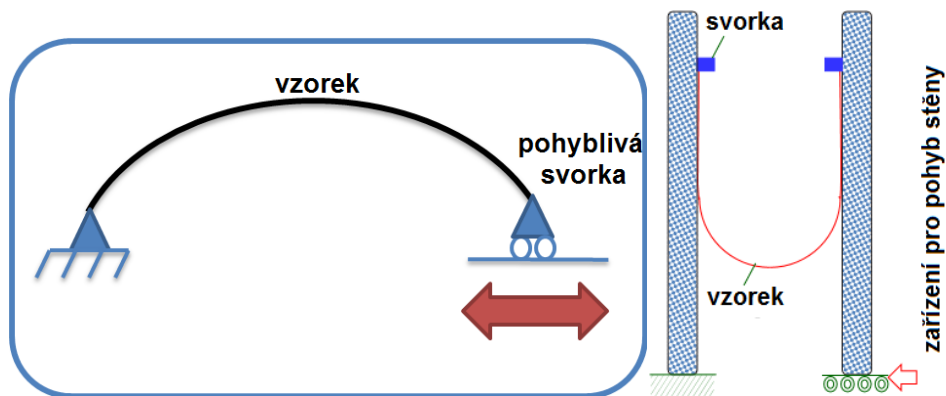 vzorek
pohyblivá
svorka
svorka
vzorek
zařízení pro pohyb stěny